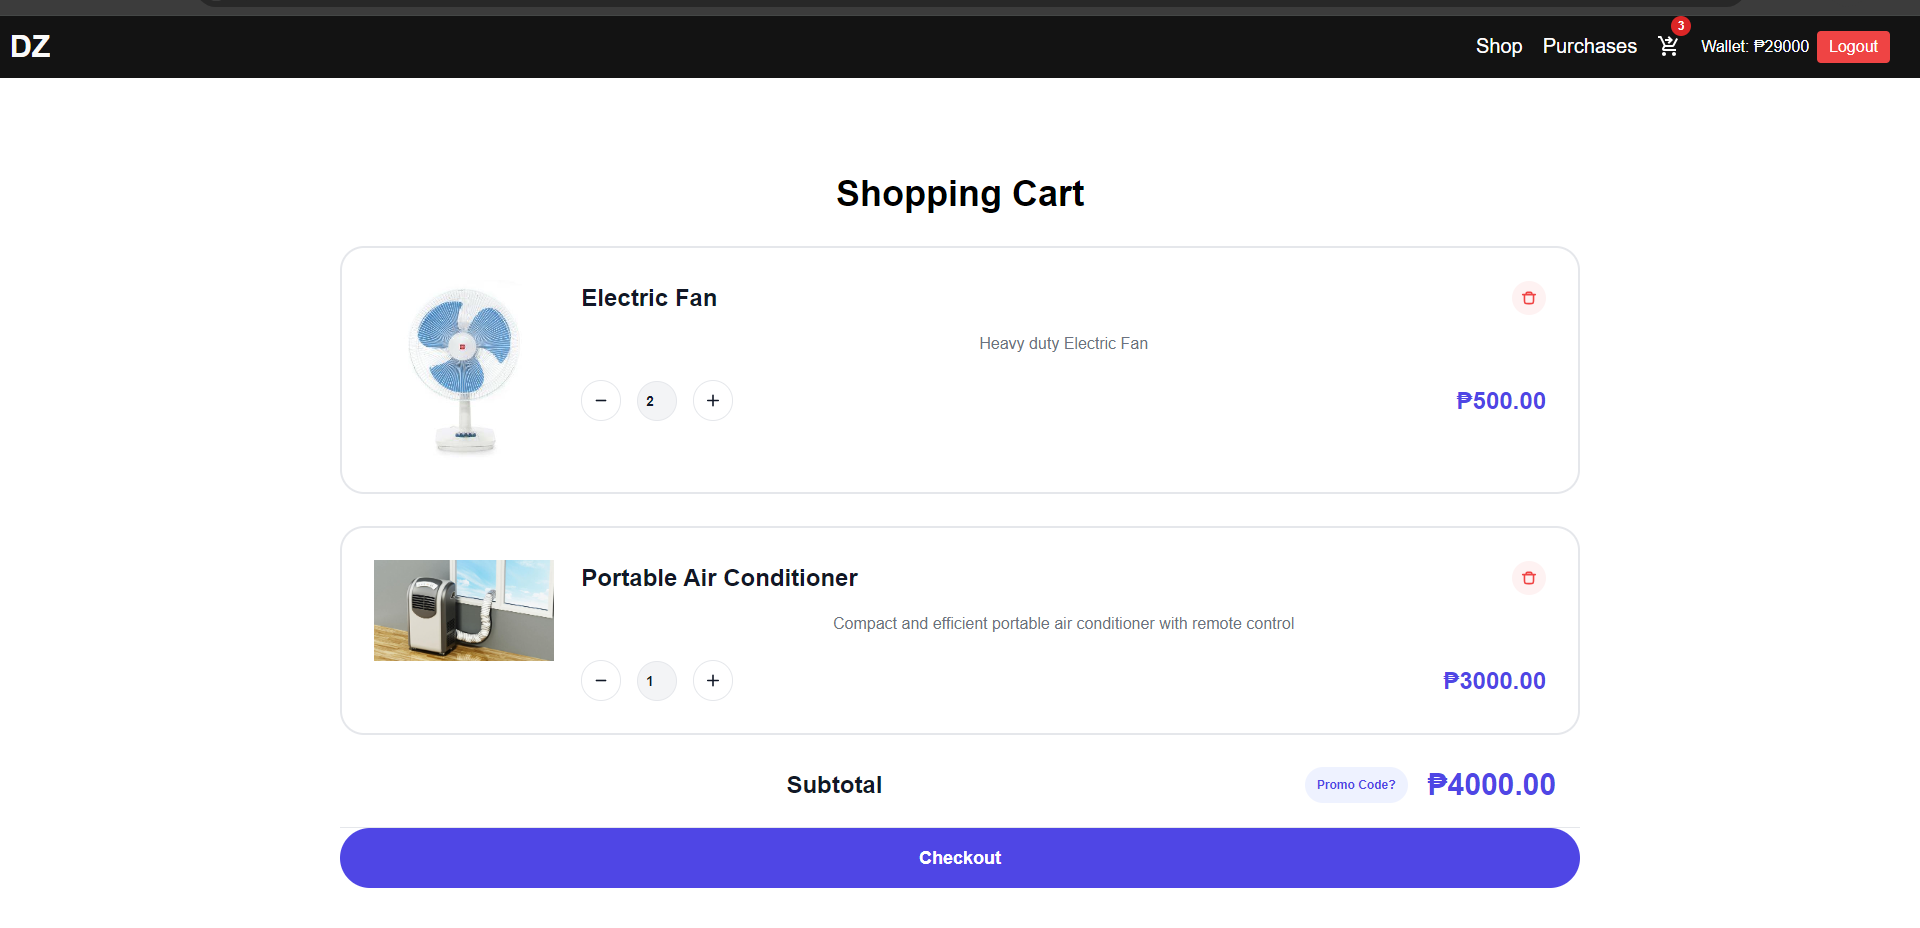 DZ
Shop Purchases 3 Wallet: ₱29000 Logout
Shopping Cart
Electric Fan
Heavy duty Electric Fan
2
₱500.00
Portable Air Conditioner
Compact and efficient portable air conditioner with remote control
1
₱3000.00
Subtotal Promo Code? ₱4000.00
Checkout